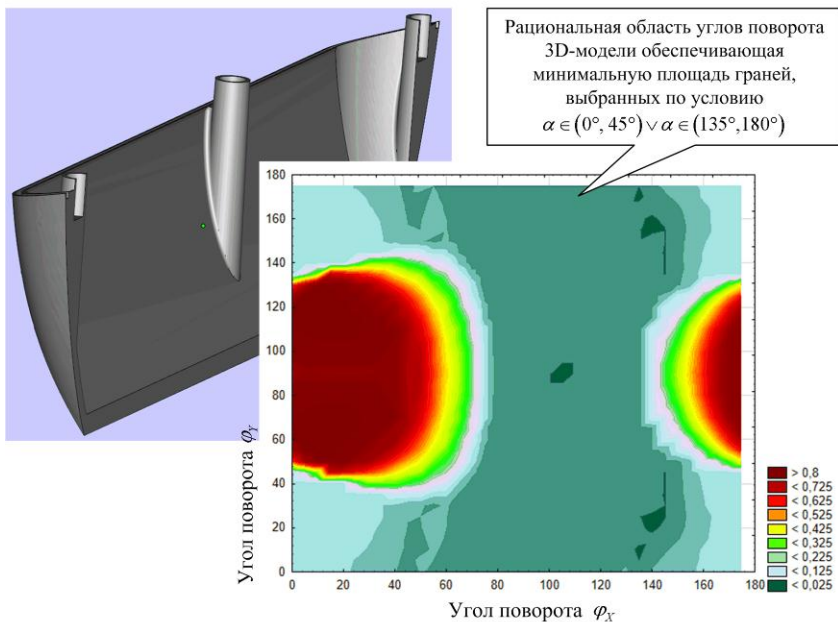 Рациональная область углов поворота
3D-модели обеспечивающая
минимальную площадь граней,
выбранных по условию
α ∈ (0°, 45°) ∨ α ∈ (135°,180°)
180
160
140
120
100
80
60
40
20
0
Угол поворота φY
0 20 40 60 80 100 120 140 160 180
Угол поворота φX
> 0,8
< 0,725
< 0,625
< 0,525
< 0,425
< 0,325
< 0,225
< 0,125
< 0,025